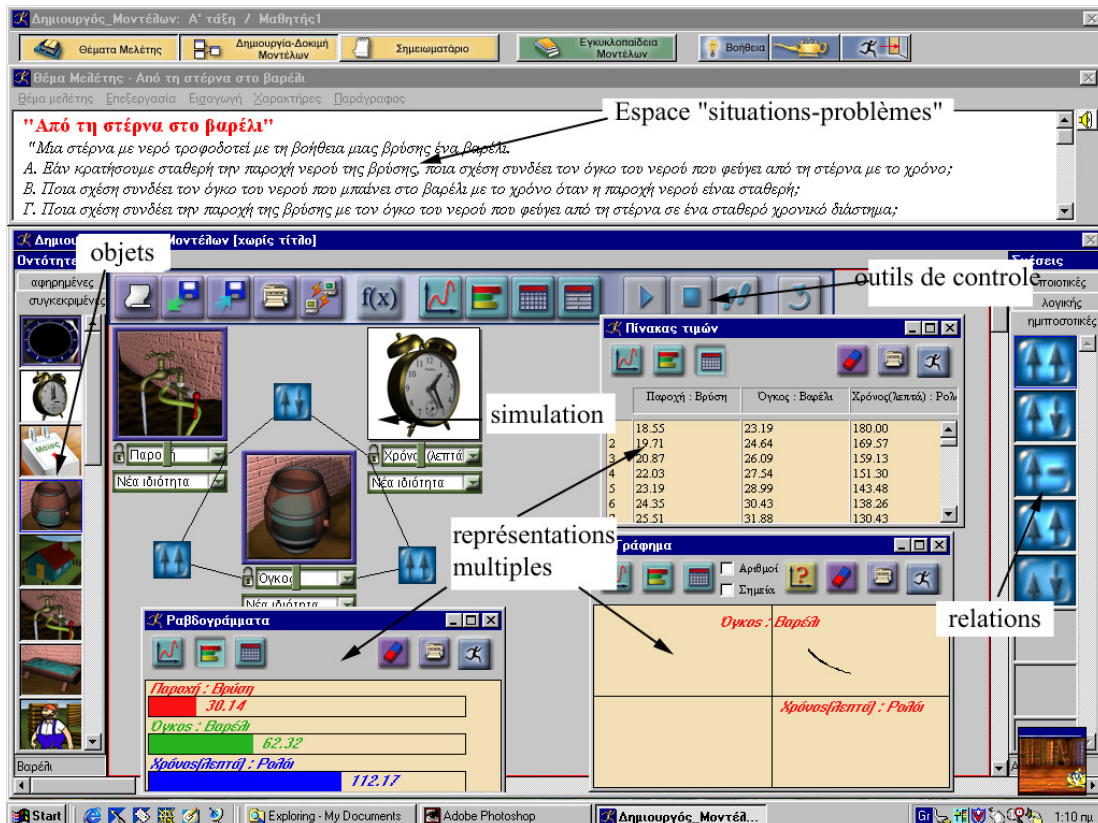 Δημιουργός_Μοντέλων: Α' τάξη / Μαθητής1
Θέματα Μελέτης
Δημιουργία-Δοκιμή
Μοντέλων
Σημειωματάριο
Εγκυκλοπαίδεια
Μοντέλων
Βοήθεια
Θέμα Μελέτης - Από τη στέρνα στο βαρέλι
Θέμα μελέτης Επεξεργασία Εισαγωγή Χαρακτήρες Παράγραφος
Espace "situations-problèmes"
"Από τη στέρνα στο βαρέλι"
"Μια στέρνα με νερό τροφοδοτεί με τη βοήθεια μιας βρύσης ένα βαρέλι.
Α. Εάν κρατήσουμε σταθερή την παροχή νερού της βρύσης, ποια σχέση συνδέει τον όγκο του νερού που φεύγει από τη στέρνα με το χρόνο;
Β. Ποια σχέση συνδέει τον όγκο του νερού που μπαίνει στο βαρέλι με το χρόνο όταν η παροχή νερού είναι σταθερή;
Γ. Ποια σχέση συνδέει την παροχή της βρύσης με τον όγκο του νερού που φεύγει από τη στέρνα σε ένα σταθερό χρονικό διάστημα;
Μοντέλων [χωρίς τίτλο]
objets
αφηρημένες
συγκεκριμένες
f(x)
outils de controle
λογικής
ημιποσοτικές
Πίνακας τιμών
Παροχή : Βρύση Όγκος : Βαρέλι Χρόνος(λεπτά) : Ρολ
18.55 23.19 180.00
2 19.71 24.64 169.57
3 20.87 26.09 159.13
4 22.03 27.54 151.30
5 23.19 28.99 143.48
6 24.35 30.43 138.26
25.51 31.88 130.43
simulation
Χρόνο (λεπτά
Νέα ιδιότητα
Νέα ιδιότητα
Μαιος
Όγκος
Νέα ιδιότητα
représentations
multiples
Γράφημα
Αριθμοί
Σημεία
Όγκος : Βαρέλι
Χρόνος(λεπτά) : Ρολόι
relations
Ραβδογράμματα
Παροχή : Βρύση
30.14
Όγκος : Βαρέλι
62.32
Χρόνος(λεπτά) : Ρολόι
112.17
Βαρέλι
Start
Exploring - My Documents
Adobe Photoshop
Δημιουργός_Μοντέλ...
Gr
1:10 πμ